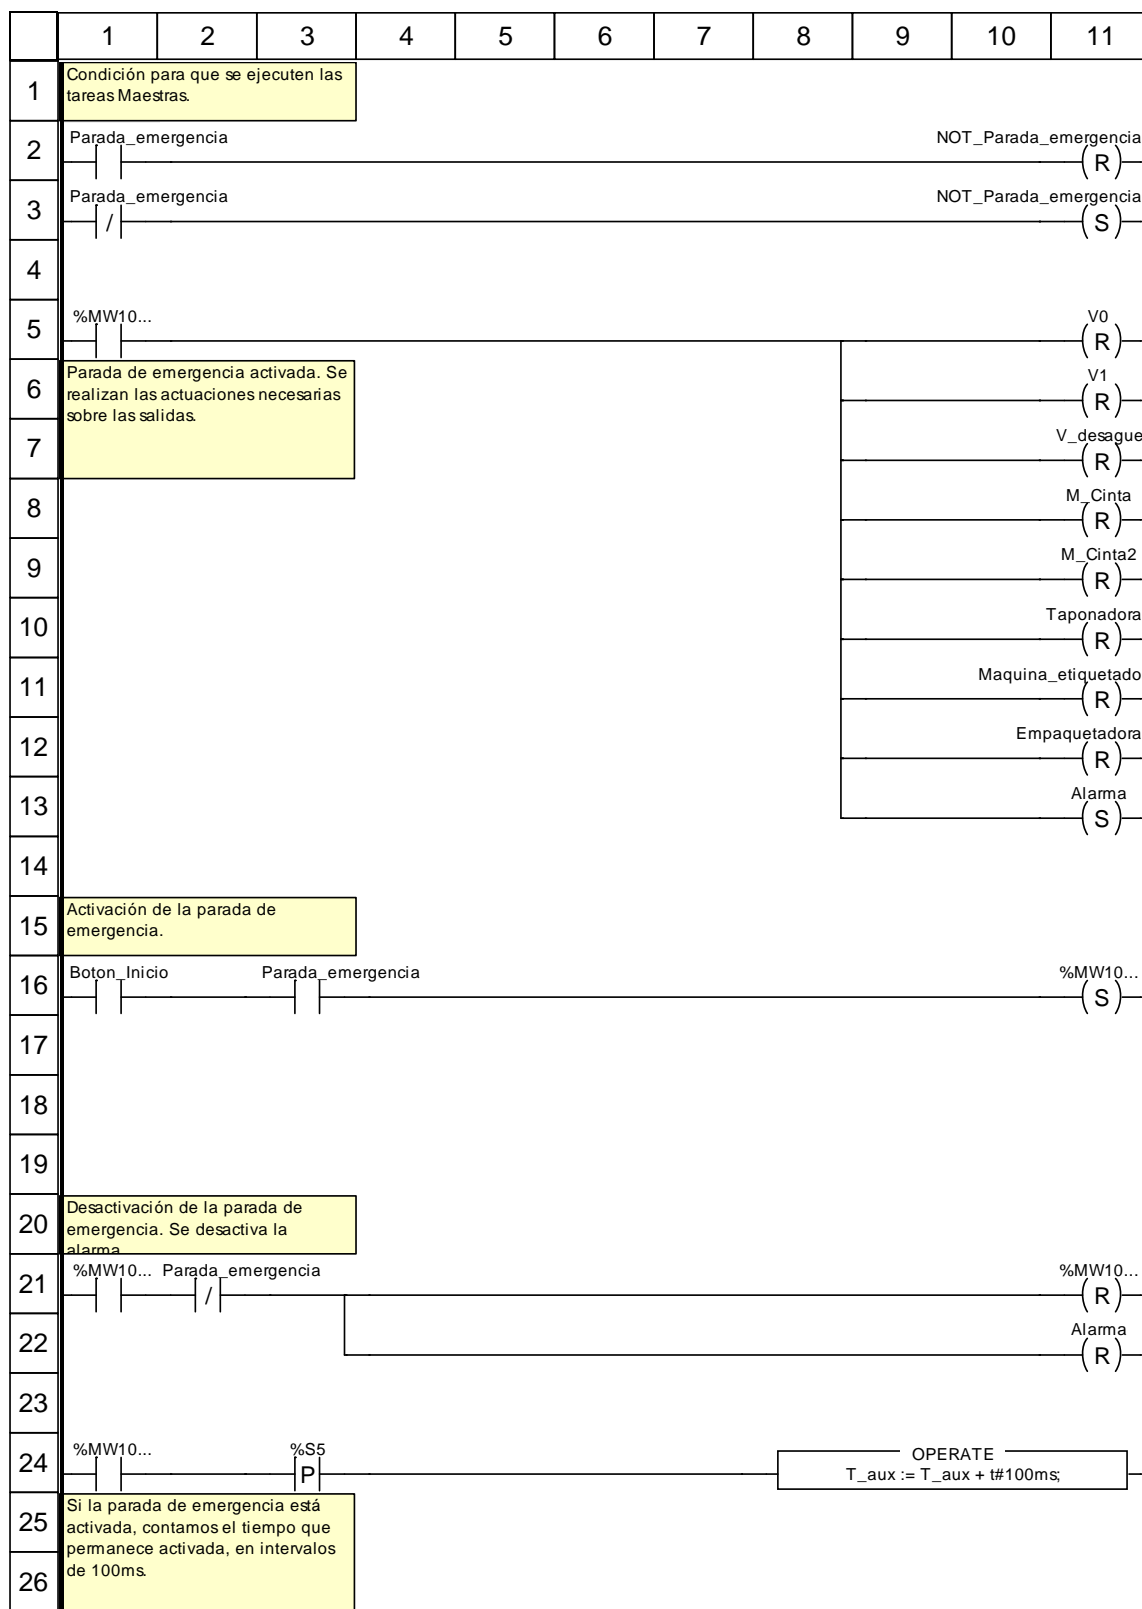 1 2 3 4 5 6 7 8 9 10 11
1
Condición para que se ejecuten las
tareas Maestras.
2
Parada_emergencia NOT_Parada_emergencia
R
3
Parada_emergencia NOT_Parada_emergencia
/ S
4
5
%MW10... V0
R
6
Parada de emergencia activada. Se
realizan las actuaciones necesarias
sobre las salidas.
V1
R
7
V_desague
R
8
M_Cinta
R
9
M_Cinta2
R
10
Taponadora
R
11
Maquina_etiquetado
R
12
Empaquetadora
R
13
Alarma
S
14
15
Activación de la parada de
emergencia.
16
Boton_Inicio Parada_emergencia %MW10...
S
17
18
19
20
Desactivación de la parada de
emergencia. Se desactiva la
alarma
21
%MW10... Parada_emergencia %MW10...
/ R
22
Alarma
R
23
24
%MW10... %S5 OPERATE
P T_aux := T_aux + t#100ms;
25
Si la parada de emergencia está
activada, contamos el tiempo que
permanece activada, en intervalos
de 100ms.
26